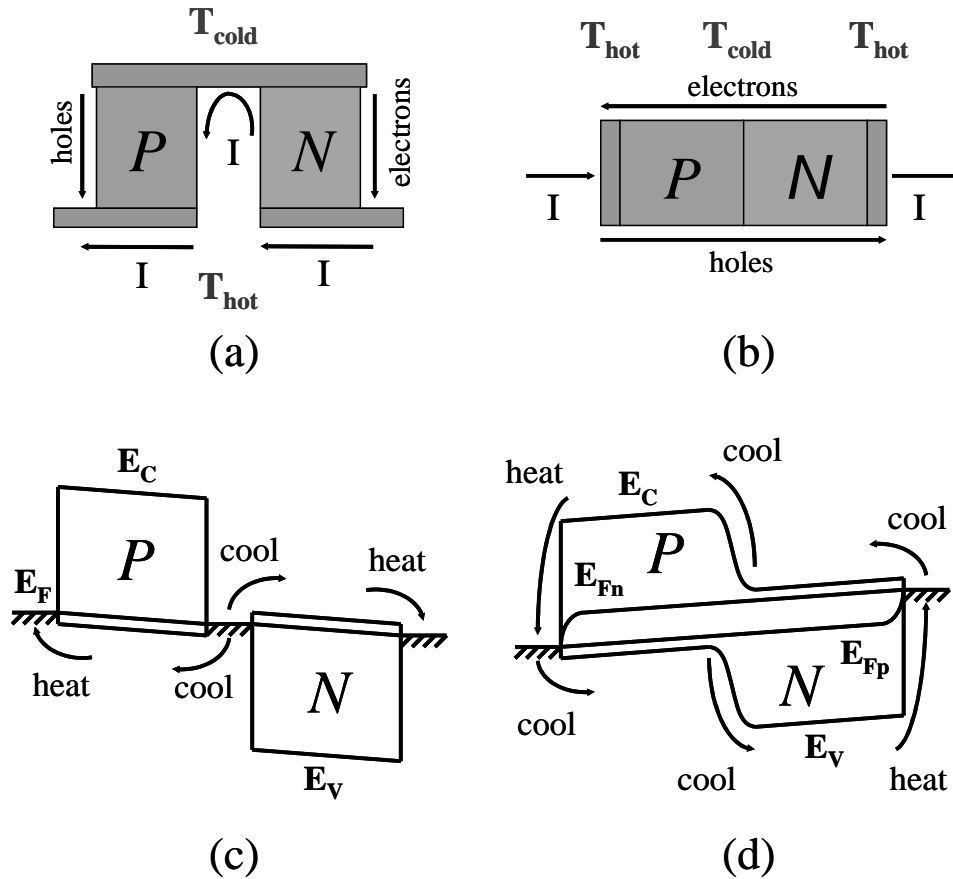 T_cold
holes
P
I
N
electrons
I
I
T_hot
(a)
T_hot
T_cold
T_hot
electrons
I
P
N
I
holes
(b)
E_C
P
cool
heat
E_F
heat
cool
N
E_V
(c)
heat
cool
E_C
cool
P
E_Fn
E_Fp
N
cool
cool
E_V
heat
(d)